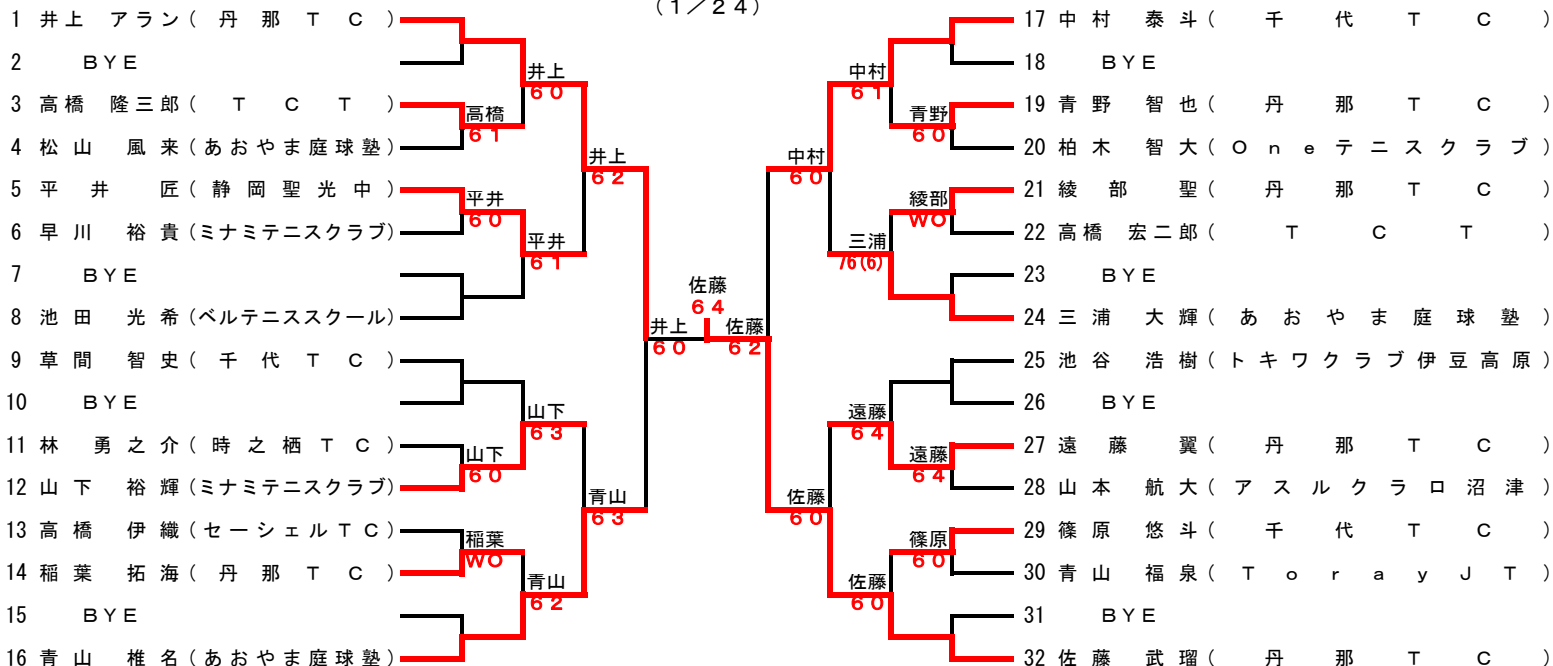 (1/24)
1 井上 アラン(丹那TC)
2 BYE
3 高橋 隆三郎(TCT)
4 松山 風来(あおやま庭球塾)
5 平井 匠(静岡聖光中)
6 早川 裕貴(ミナミテニスクラブ)
7 BYE
8 池田 光希(ベルテニススクール)
9 草間 智史(千代TC)
10 BYE
11 林 勇之介(時之栖TC)
12 山下 裕輝(ミナミテニスクラブ)
13 高橋 伊織(セーシェルTC)
14 稲葉 拓海(丹那TC)
15 BYE
16 青山 椎名(あおやま庭球塾)
高橋
61
平井
60
山下
60
稲葉
WO
井上
60
平井
61
山下
63
青山
62
井上
62
青山
63
井上
60
佐藤
64
佐藤
62
中村
60
佐藤
60
中村
61
三浦
76(6)
遠藤
64
佐藤
60
青野
60
綾部
WO
遠藤
64
篠原
60
17 中村 泰斗(千代TC)
18 BYE
19 青野 智也(丹那TC)
20 柏木 智大(Oneテニスクラブ)
21 綾部 聖(丹那TC)
22 高橋 宏二郎(TCT)
23 BYE
24 三浦 大輝(あおやま庭球塾)
25 池谷 浩樹(トキワクラブ伊豆高原)
26 BYE
27 遠藤 翼(丹那TC)
28 山本 航大(アスルクラロ沼津)
29 篠原 悠斗(千代TC)
30 青山 福泉(TorayJT)
31 BYE
32 佐藤 武瑠(丹那TC)